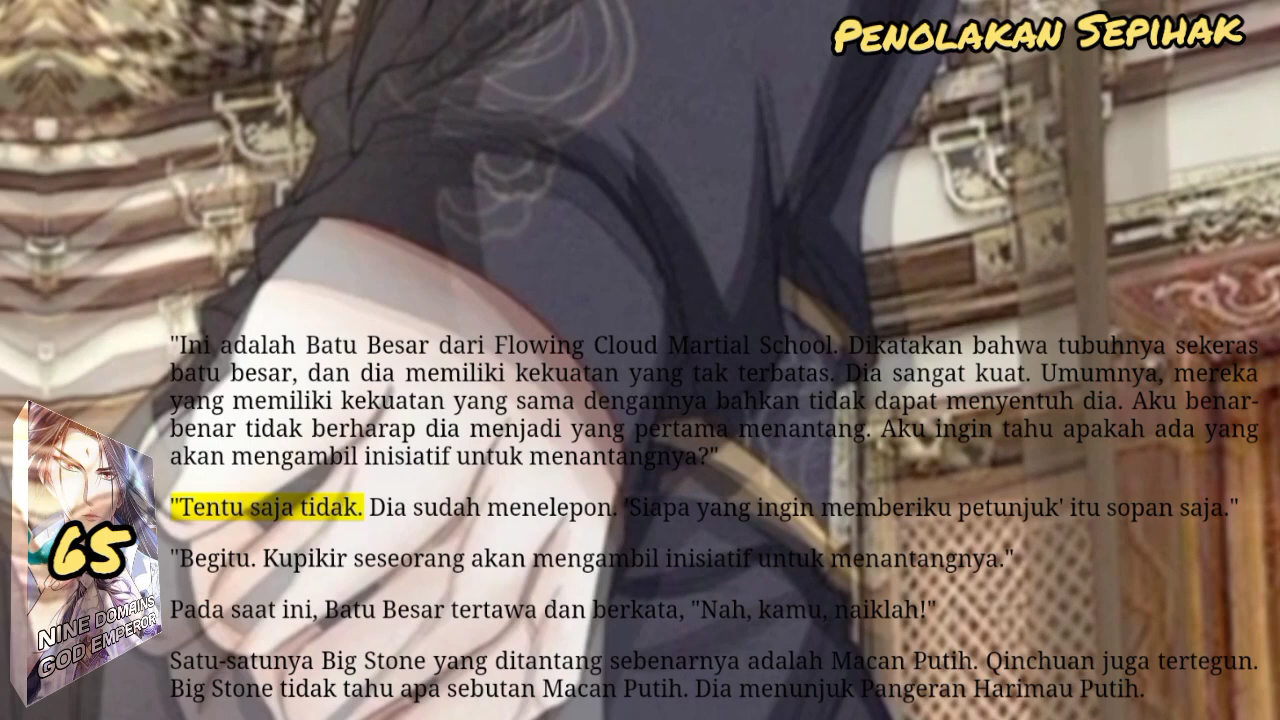 Penolakan Sepihak
"Ini adalah Batu Besar dari Flowing Cloud Martial School. Dikatakan bahwa tubuhnya sekeras
batu besar, dan dia memiliki kekuatan yang tak terbatas. Dia sangat kuat. Umumnya, mereka
yang memiliki kekuatan yang sama dengannya bahkan tidak dapat menyentuh dia. Aku benar-
benar tidak berharap dia menjadi yang pertama menantang. Aku ingin tahu apakah ada yang
akan mengambil inisiatif untuk menantangnya?"
"Tentu saja tidak. Dia sudah menelepon. 'Siapa yang ingin memberiku petunjuk' itu sopan saja."
"Begitu. Kupikir seseorang akan mengambil inisiatif untuk menantangnya."
Pada saat ini, Batu Besar tertawa dan berkata, "Nah, kamu, naiklah!"
Satu-satunya Big Stone yang ditantang sebenarnya adalah Macan Putih. Qinchuan juga tertegun.
Big Stone tidak tahu apa sebutan Macan Putih. Dia menunjuk Pangeran Harimau Putih.
65
NINE DOMAINS
GOD EMPEROR